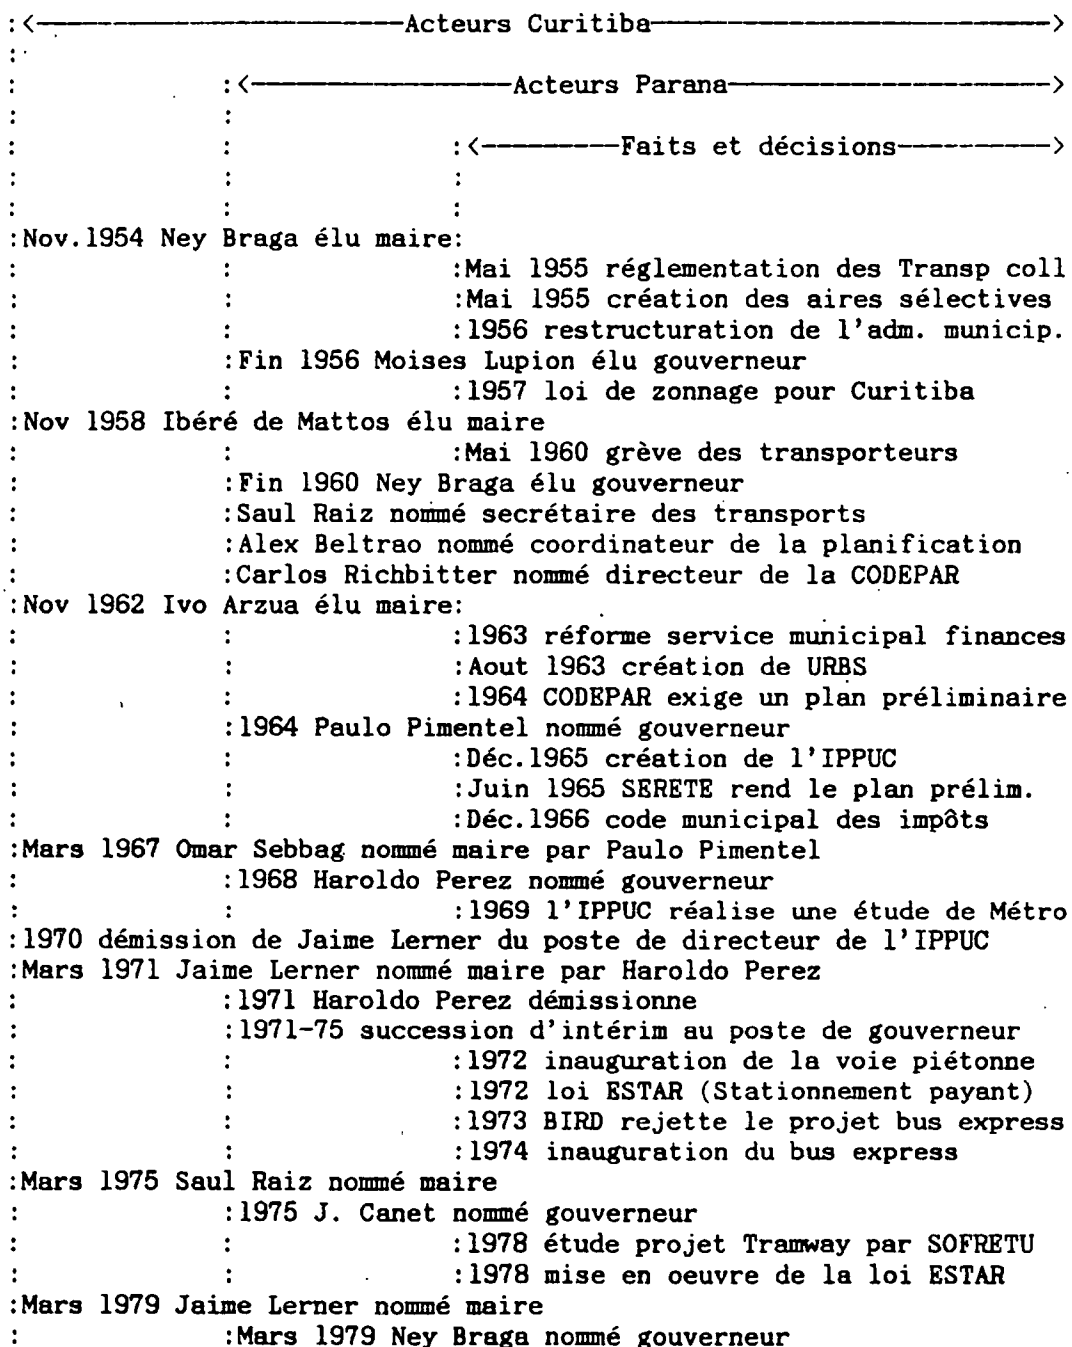 :<——————Acteurs Curitiba——————>
:
: :<——————Acteurs Parana——————>
: :
: : :<————Faits et décisions————>
: : :
: : :
:Nov.1954 Ney Braga élu maire:
: : :Mai 1955 réglementation des Transp coll
: : :Mai 1955 création des aires sélectives
: : :1956 restructuration de l'adm. municip.
: :Fin 1956 Moises Lupion élu gouverneur
: : :1957 loi de zonnage pour Curitiba
:Nov 1958 Ibéré de Mattos élu maire
: : :Mai 1960 grève des transporteurs
: :Fin 1960 Ney Braga élu gouverneur
: :Saul Raiz nommé secrétaire des transports
: :Alex Beltrao nommé coordinateur de la planification
: :Carlos Richbitter nommé directeur de la CODEPAR
:Nov 1962 Ivo Arzua élu maire:
: : :1963 réforme service municipal finances
: : :Aout 1963 création de URBS
: : :1964 CODEPAR exige un plan préliminaire
: :1964 Paulo Pimentel nommé gouverneur
: : :Déc.1965 création de l'IPPUC
: : :Juin 1965 SERETE rend le plan prélim.
: : :Déc.1966 code municipal des impôts
:Mars 1967 Omar Sebbag nommé maire par Paulo Pimentel
: :1968 Haroldo Perez nommé gouverneur
: : :1969 l'IPPUC réalise une étude de Métro
:1970 démission de Jaime Lerner du poste de directeur de l'IPPUC
:Mars 1971 Jaime Lerner nommé maire par Haroldo Perez
: :1971 Haroldo Perez démissionne
: :1971-75 succession d'intérim au poste de gouverneur
: : :1972 inauguration de la voie piétonne
: : :1972 loi ESTAR (Stationnement payant)
: : :1973 BIRD rejette le projet bus express
: : :1974 inauguration du bus express
:Mars 1975 Saul Raiz nommé maire
: :1975 J. Canet nommé gouverneur
: : :1978 étude projet Tramway par SOFRETU
: : :1978 mise en oeuvre de la loi ESTAR
:Mars 1979 Jaime Lerner nommé maire
: :Mars 1979 Ney Braga nommé gouverneur